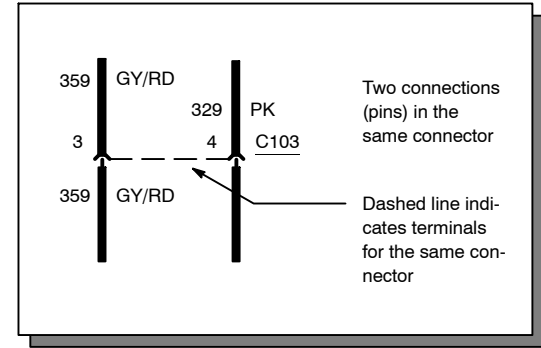 359 GY/RD
329 PK
3 4 C103
359 GY/RD
Two connections
(pins) in the
same connector
Dashed line indi-
cates terminals
for the same con-
nector